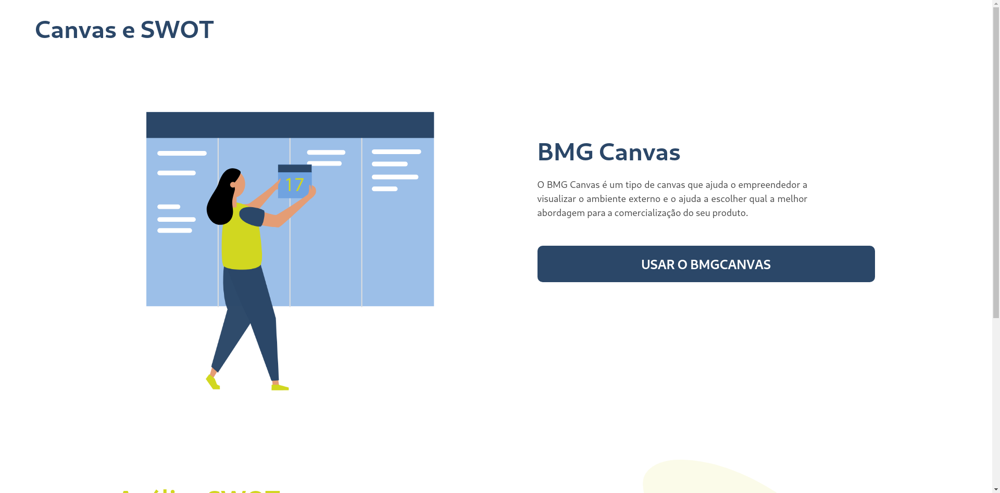 Canvas e SWOT
17
BMG Canvas
O BMG Canvas é um tipo de canvas que ajuda o empreendedor a
visualizar o ambiente externo e o ajuda a escolher qual a melhor
abordagem para a comercialização do seu produto.
USAR O BMGCANVAS